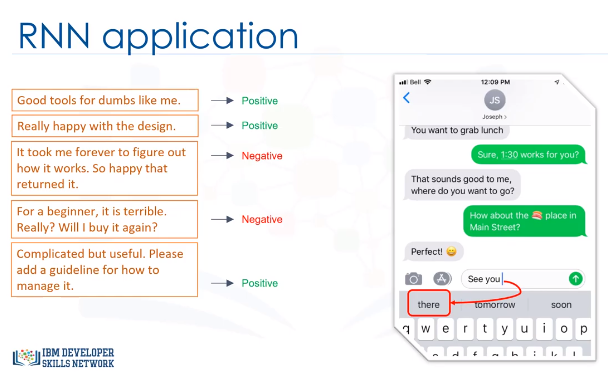 RNN application
Good tools for dumbs like me.
Positive
Really happy with the design.
Positive
It took me forever to figure out
how it works. So happy that
returned it.
Negative
For a beginner, it is terrible.
Really? Will I buy it again?
Negative
Complicated but useful. Please
add a guideline for how to
manage it.
Positive
Bell
12:09 PM
JS
Joseph >
You want to grab lunch
Sure, 1:30 works for you?
That sounds good to me,
where do you want to go?
How about the 🍔 place in
Main Street?
Perfect! 😄
See you
there tomorrow soon
q w e r t y u i o p
s d f g h j k l
IBM DEVELOPER
SKILLS NETWORK